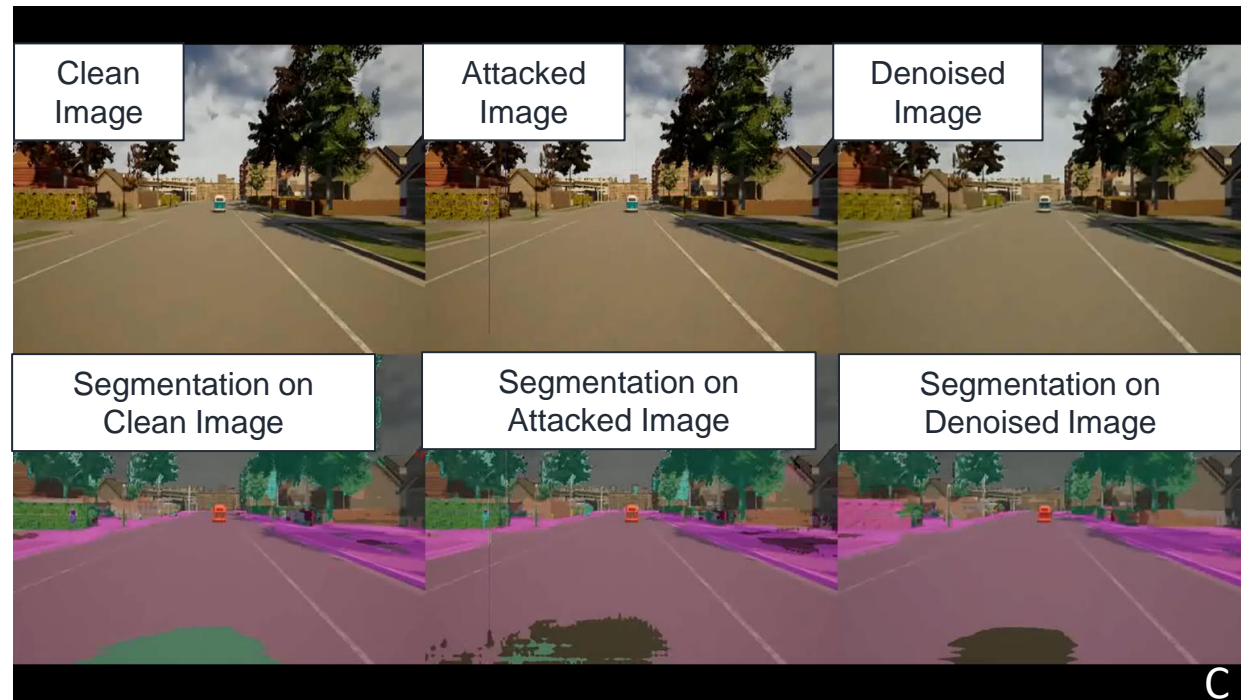 Clean
Image
Attacked
Image
Denoised
Image
Segmentation on
Clean Image
Segmentation on
Attacked Image
Segmentation on
Denoised Image
C